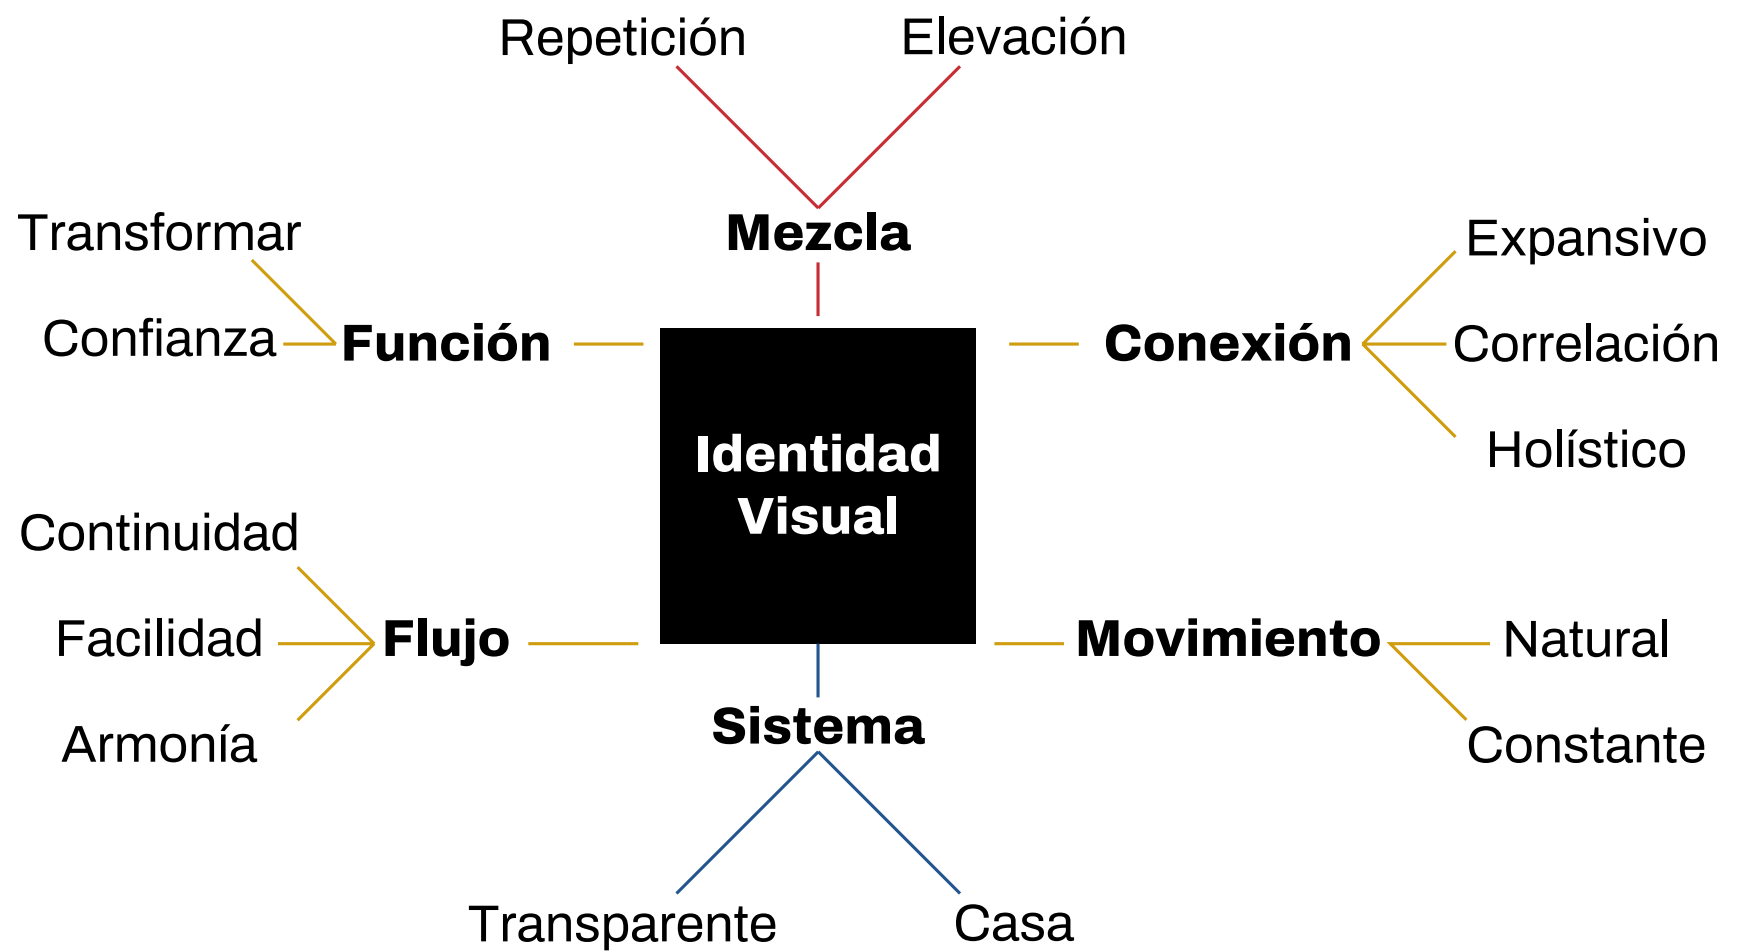 Repetición
Elevación
Transformar
Mezcla
Expansivo
Confianza
Función
Conexión
Correlación
Identidad
Visual
Holístico
Continuidad
Facilidad
Flujo
Movimiento
Natural
Armonía
Sistema
Constante
Transparente
Casa